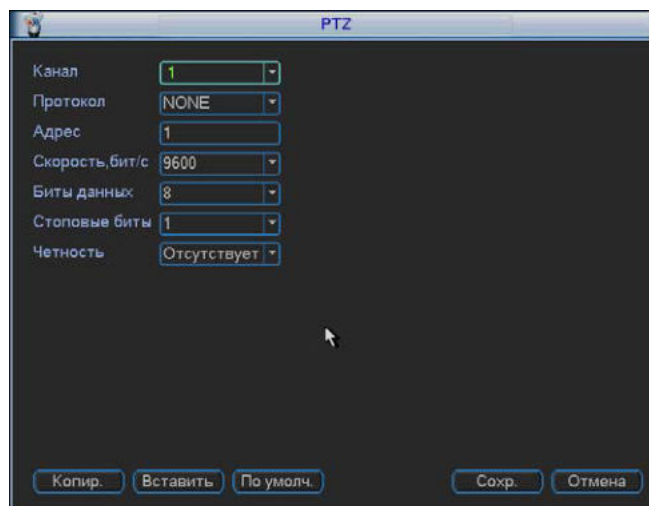 PTZ
Канал 1
Протокол NONE
Адрес 1
Скорость,бит/с 9600
Биты данных 8
Стоповые биты 1
Четность Отсутствует
Копир. Вставить По умолч. Сохр. Отмена